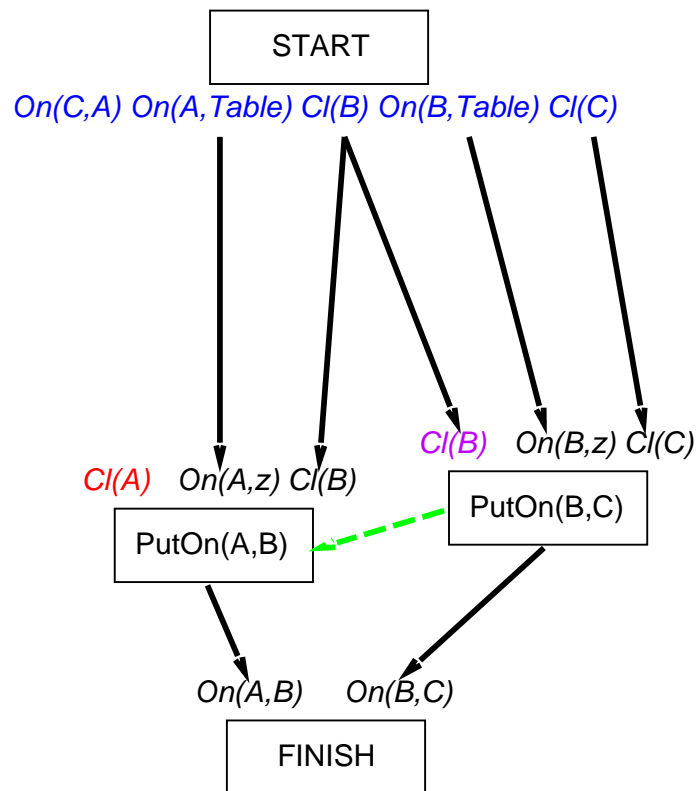 START
On(C,A) On(A,Table) Cl(B) On(B,Table) Cl(C)
Cl(B) On(B,z) Cl(C)
Cl(A) On(A,z) Cl(B)
PutOn(B,C)
PutOn(A,B)
On(A,B) On(B,C)
FINISH